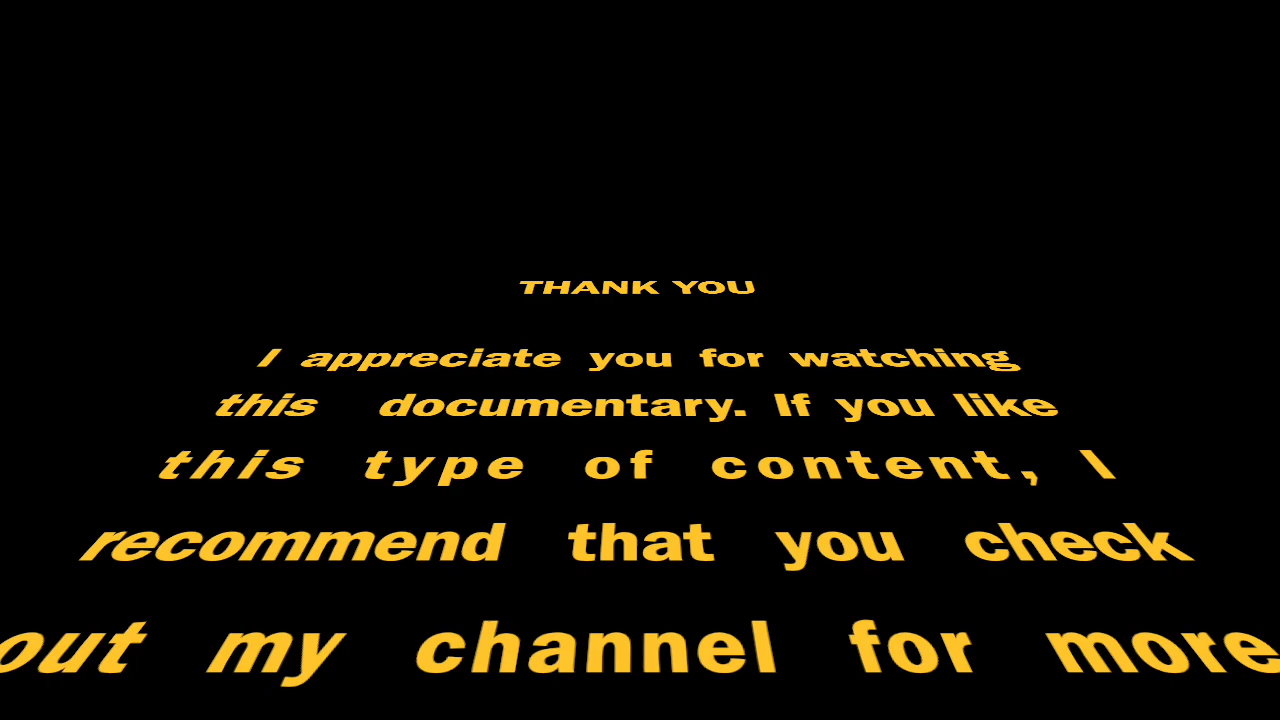 THANK YOU
I appreciate you for watching
this documentary. If you like
this type of content, I
recommend that you check
out my channel for more